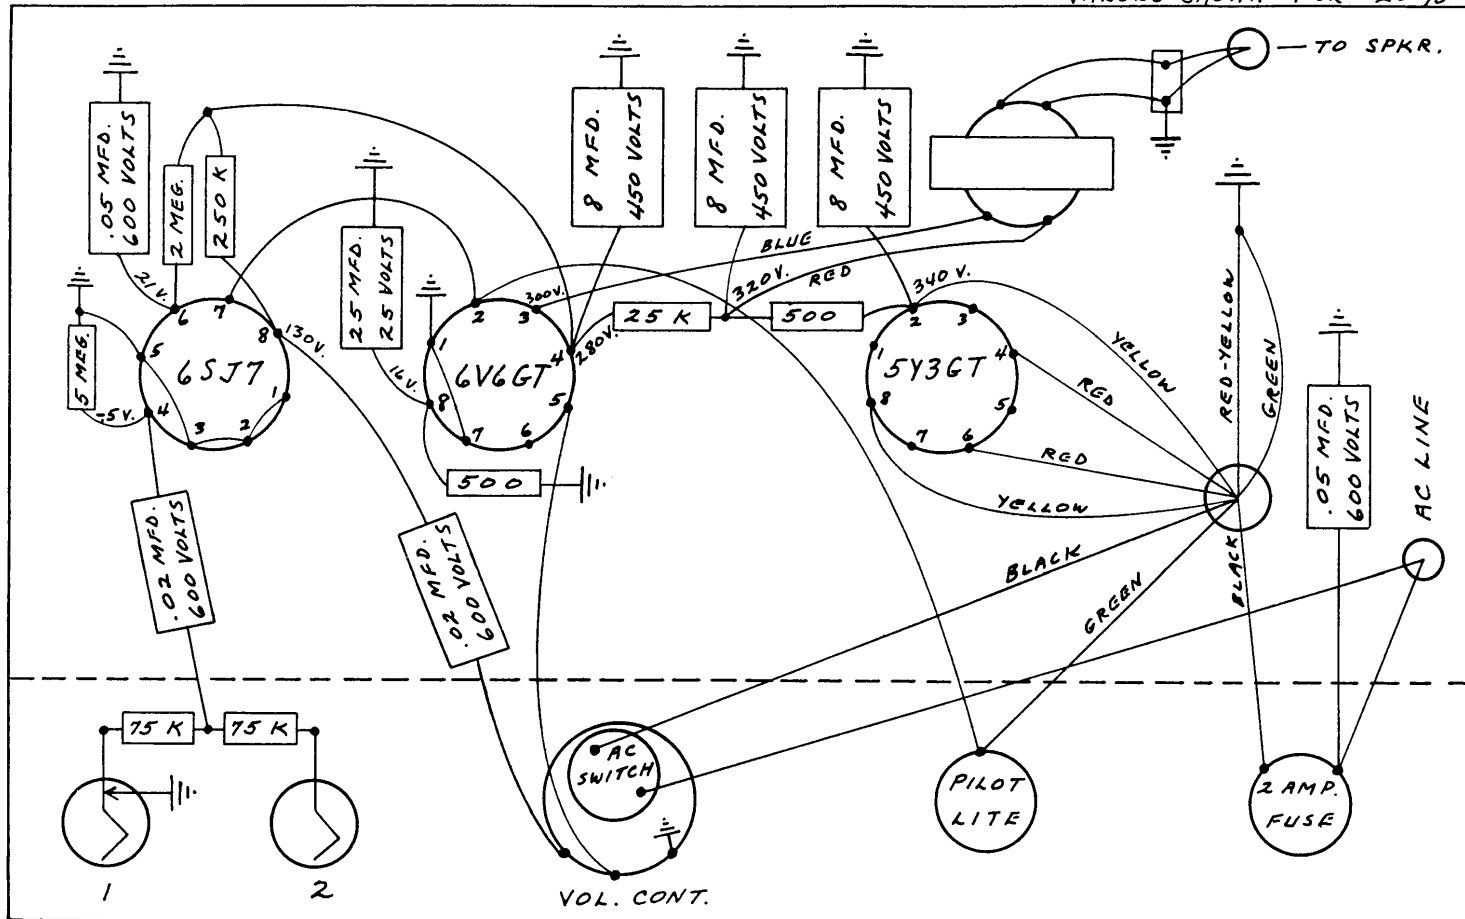 TO SPKR.
.05 MFD.
600 VOLTS
2 MEG.
250 K
25 MFD.
25 VOLTS
8 MFD.
450 VOLTS
8 MFD.
450 VOLTS
8 MFD.
450 VOLTS
BLUE
RED
21V.
6
7
8
130V.
5
6SJ7
1
4
3
2
5 MEG.
-5V.
16V.
2
3
300V.
1
6V6GT
4
280V.
8
5
7
6
500
25 K
320V.
500
340V.
2
3
1
5Y3GT
4
8
5
7
6
YELLOW
RED
RED
YELLOW
RED-YELLOW
GREEN
.05 MFD.
600 VOLTS
AC LINE
BLACK
GREEN
BLACK
.02 MFD.
600 VOLTS
.02 MFD.
600 VOLTS
75 K
75 K
1
2
AC
SWITCH
VOL. CONT.
PILOT
LITE
2 AMP.
FUSE